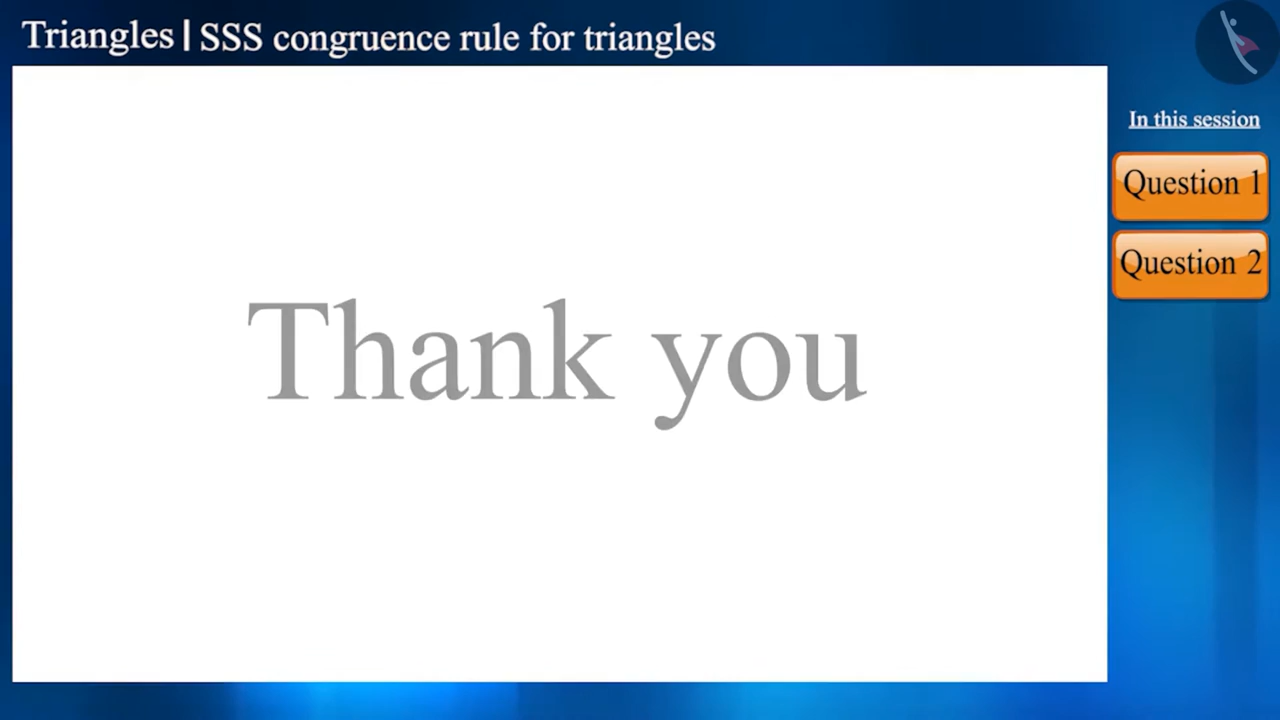 Triangles | SSS congruence rule for triangles
In this session
Question 1
Question 2
Thank you